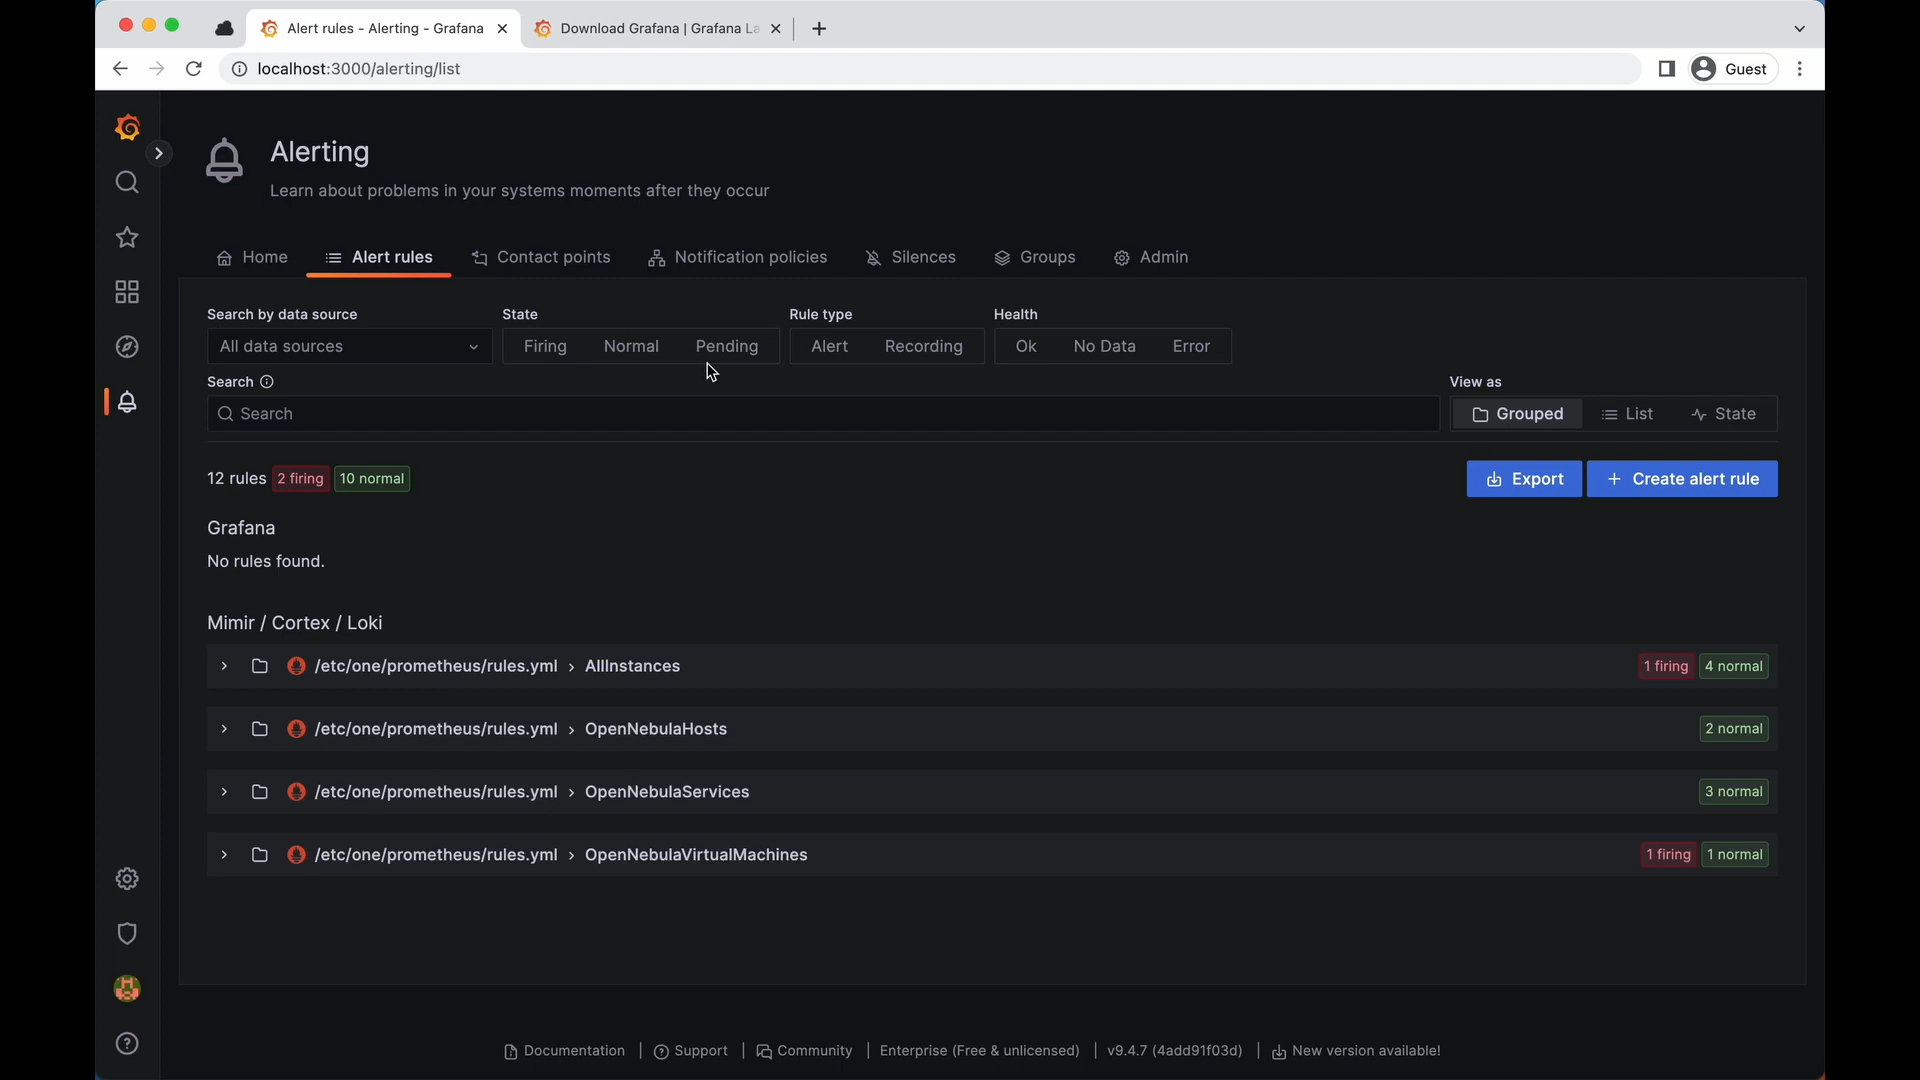 Alert rules - Alerting - Grafana
Download Grafana | Grafana La
localhost:3000/alerting/list
Guest
Alerting
Learn about problems in your systems moments after they occur
Home
Alert rules
Contact points
Notification policies
Silences
Groups
Admin
Search by data source
State
Rule type
Health
All data sources
Firing
Normal
Pending
Alert
Recording
Ok
No Data
Error
Search
View as
Search
Grouped
List
State
12 rules 2 firing 10 normal
Export
+ Create alert rule
Grafana
No rules found.
Mimir / Cortex / Loki
/etc/one/prometheus/rules.yml › AllInstances 1 firing 4 normal
/etc/one/prometheus/rules.yml › OpenNebulaHosts 2 normal
/etc/one/prometheus/rules.yml › OpenNebulaServices 3 normal
/etc/one/prometheus/rules.yml › OpenNebulaVirtualMachines 1 firing 1 normal
Documentation | Support | Community | Enterprise (Free & unlicensed) | v9.4.7 (4add91f03d) | New version available!